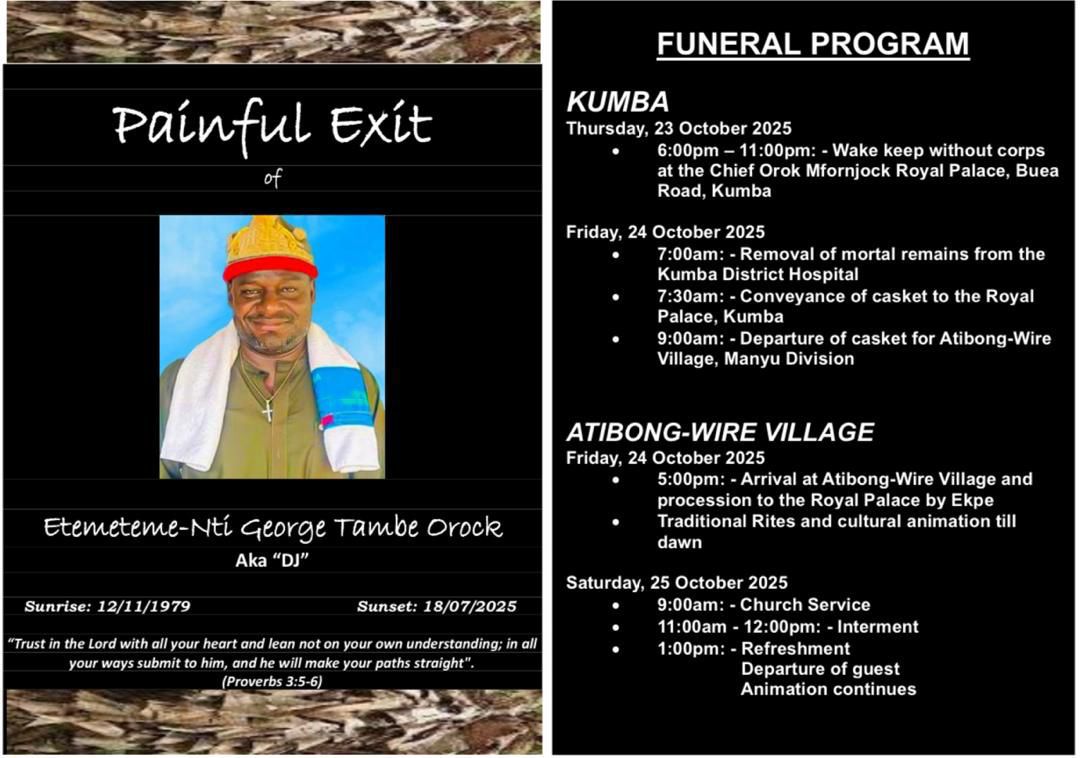 Painful Exit
of
Etemeteme-Nti George Tambe Orock
Aka “DJ”
Sunrise: 12/11/1979 Sunset: 18/07/2025
“Trust in the Lord with all your heart and lean not on your own understanding; in all
your ways submit to him, and he will make your paths straight".
(Proverbs 3:5-6)
FUNERAL PROGRAM
KUMBA
Thursday, 23 October 2025
• 6:00pm – 11:00pm: - Wake keep without corps
at the Chief Orok Mfornjock Royal Palace, Buea
Road, Kumba
Friday, 24 October 2025
• 7:00am: - Removal of mortal remains from the
Kumba District Hospital
• 7:30am: - Conveyance of casket to the Royal
Palace, Kumba
• 9:00am: - Departure of casket for Atibong-Wire
Village, Manyu Division
ATIBONG-WIRE VILLAGE
Friday, 24 October 2025
• 5:00pm: - Arrival at Atibong-Wire Village and
procession to the Royal Palace by Ekpe
• Traditional Rites and cultural animation till
dawn
Saturday, 25 October 2025
• 9:00am: - Church Service
• 11:00am - 12:00pm: - Interment
• 1:00pm: - Refreshment
Departure of guest
Animation continues